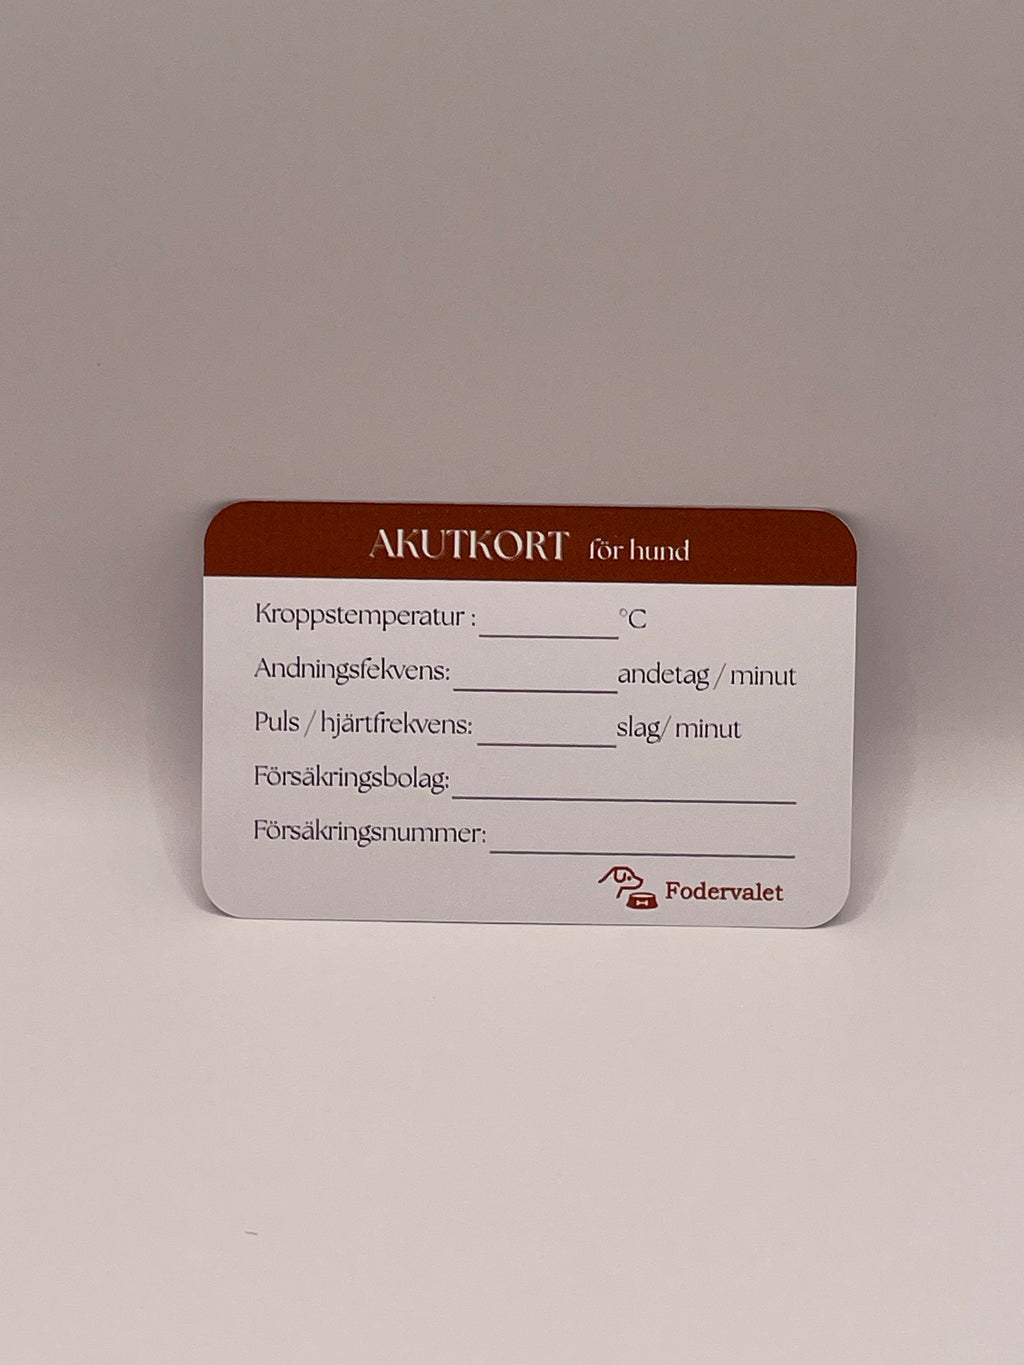 AKUTKORT för hund
Kroppstemperatur : °C
Andningsfekvens: andetag / minut
Puls / hjärtfrekvens: slag/ minut
Försäkringsbolag:
Försäkringsnummer:
Fodervalet